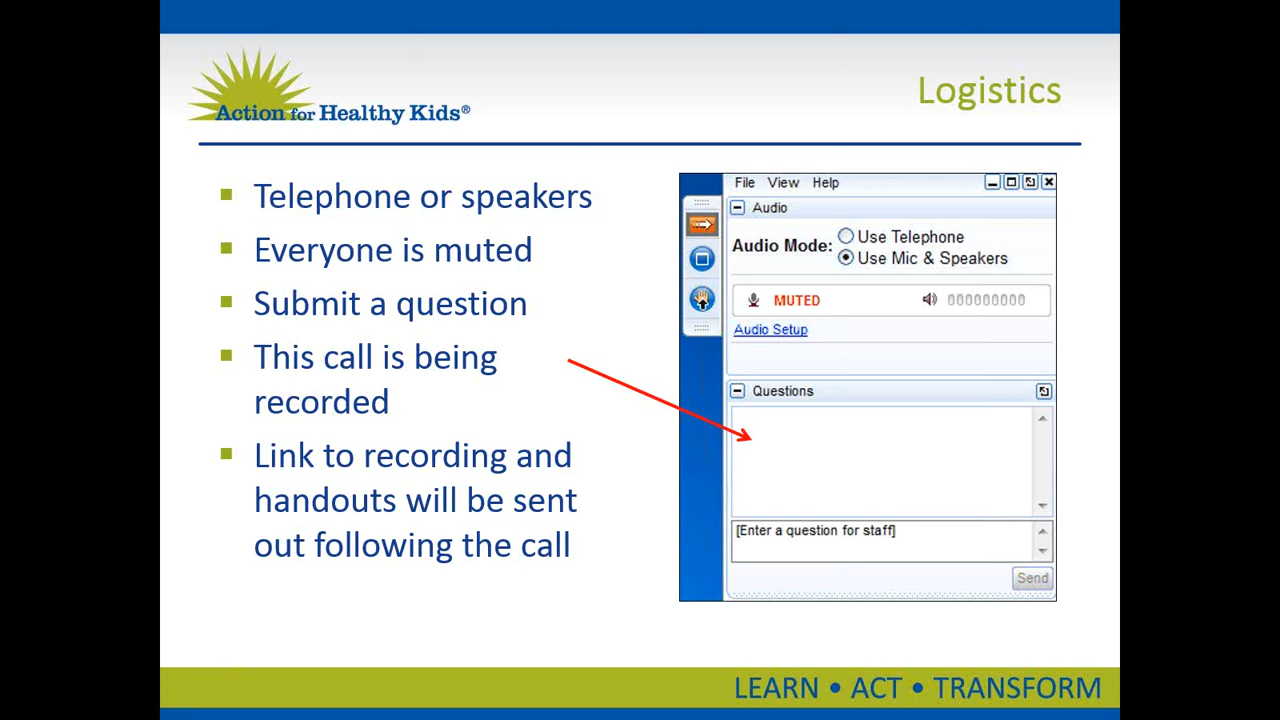 Action for Healthy Kids®
Logistics
Telephone or speakers
Everyone is muted
Submit a question
This call is being
recorded
Link to recording and
handouts will be sent
out following the call
File View Help
Audio
Audio Mode: Use Telephone
Use Mic & Speakers
MUTED 000000000
Audio Setup
Questions
[Enter a question for staff]
Send
LEARN • ACT • TRANSFORM